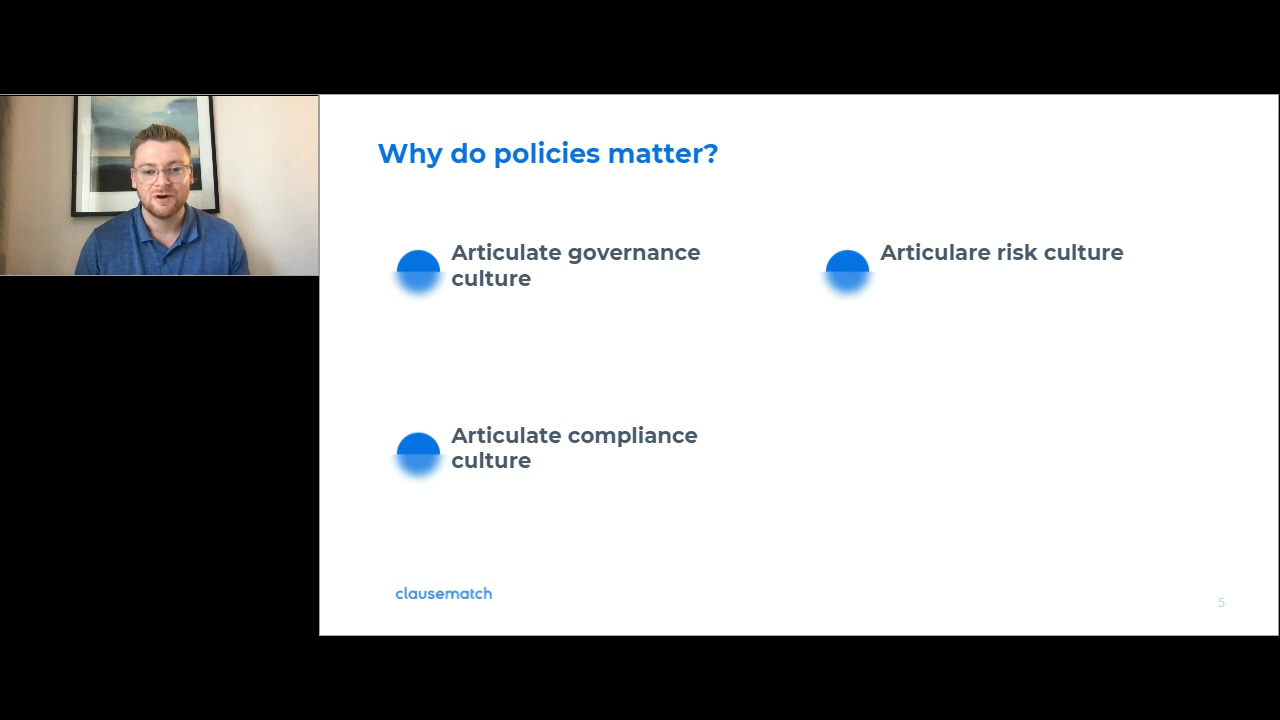 Why do policies matter?
Articulate governance
culture
Articulare risk culture
Articulate compliance
culture
clausematch
5